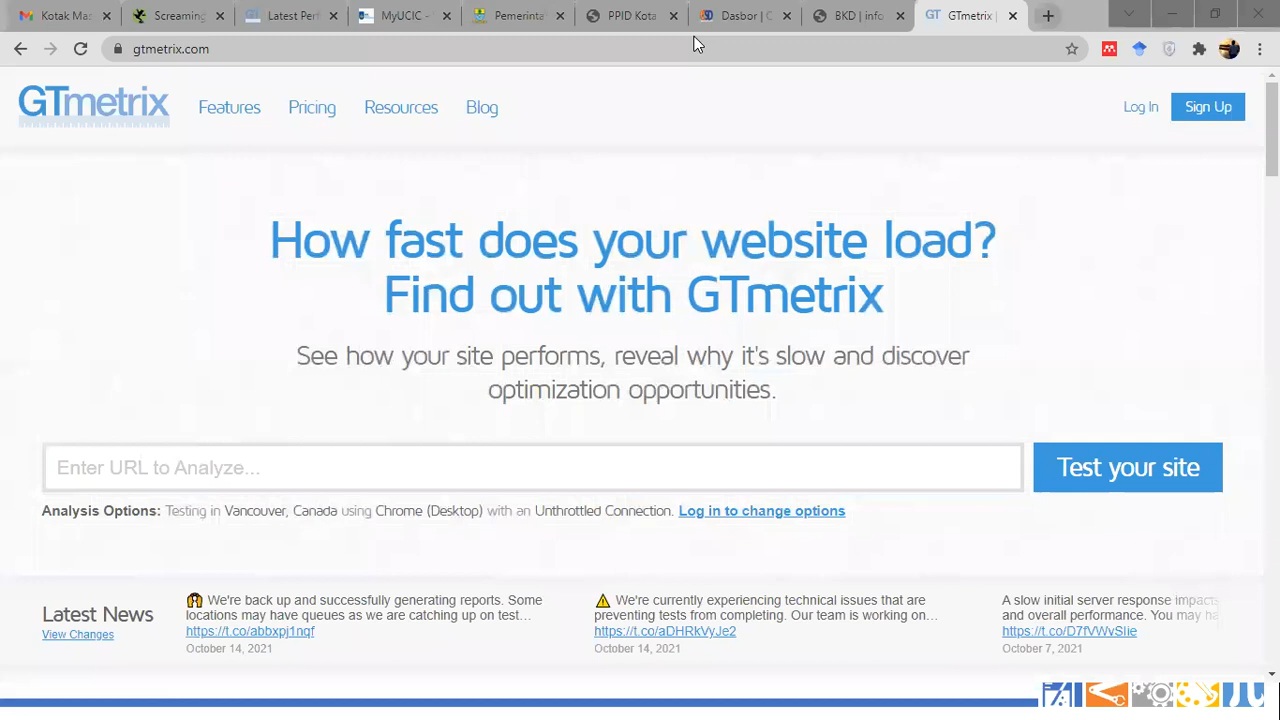 Kotak Mas
Screaming
Latest Perf
MyUCIC -
Pemerinta
PPID Kota
Dasbor | C
BKD | info
GT GTmetrix |
gtmetrix.com
GTmetrix
Features
Pricing
Resources
Blog
Log In
Sign Up
How fast does your website load?
Find out with GTmetrix
See how your site performs, reveal why it's slow and discover
optimization opportunities.
Enter URL to Analyze...
Test your site
Analysis Options: Testing in Vancouver, Canada using Chrome (Desktop) with an Unthrottled Connection. Log in to change options
Latest News
View Changes
We're back up and successfully generating reports. Some
locations may have queues as we are catching up on test...
https://t.co/abbxpj1nqf
October 14, 2021
We're currently experiencing technical issues that are
preventing tests from completing. Our team is working on...
https://t.co/aDHRkVyJe2
October 14, 2021
A slow initial server response impacts
and overall performance. You may ha
https://t.co/D7fVWySlie
October 7, 2021